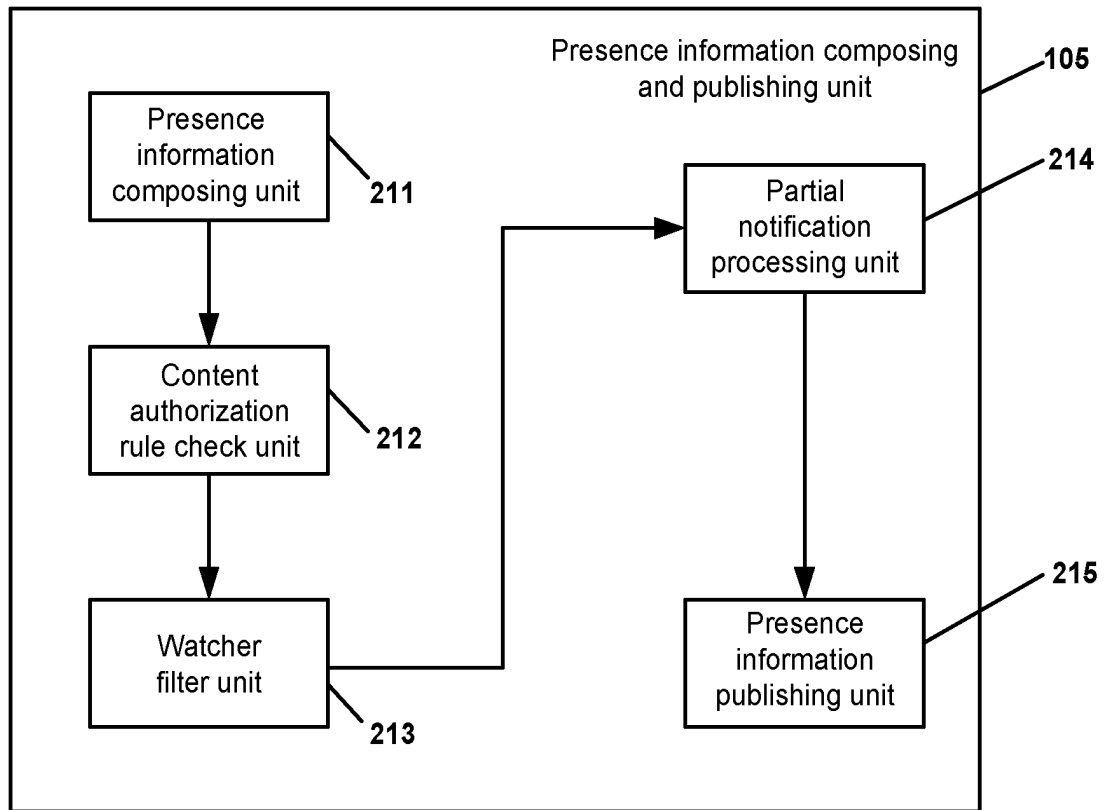 Presence information composing
and publishing unit
105
Presence
information
composing unit
211
Content
authorization
rule check unit
212
Watcher
filter unit
213
Partial
notification
processing unit
214
Presence
information
publishing unit
215